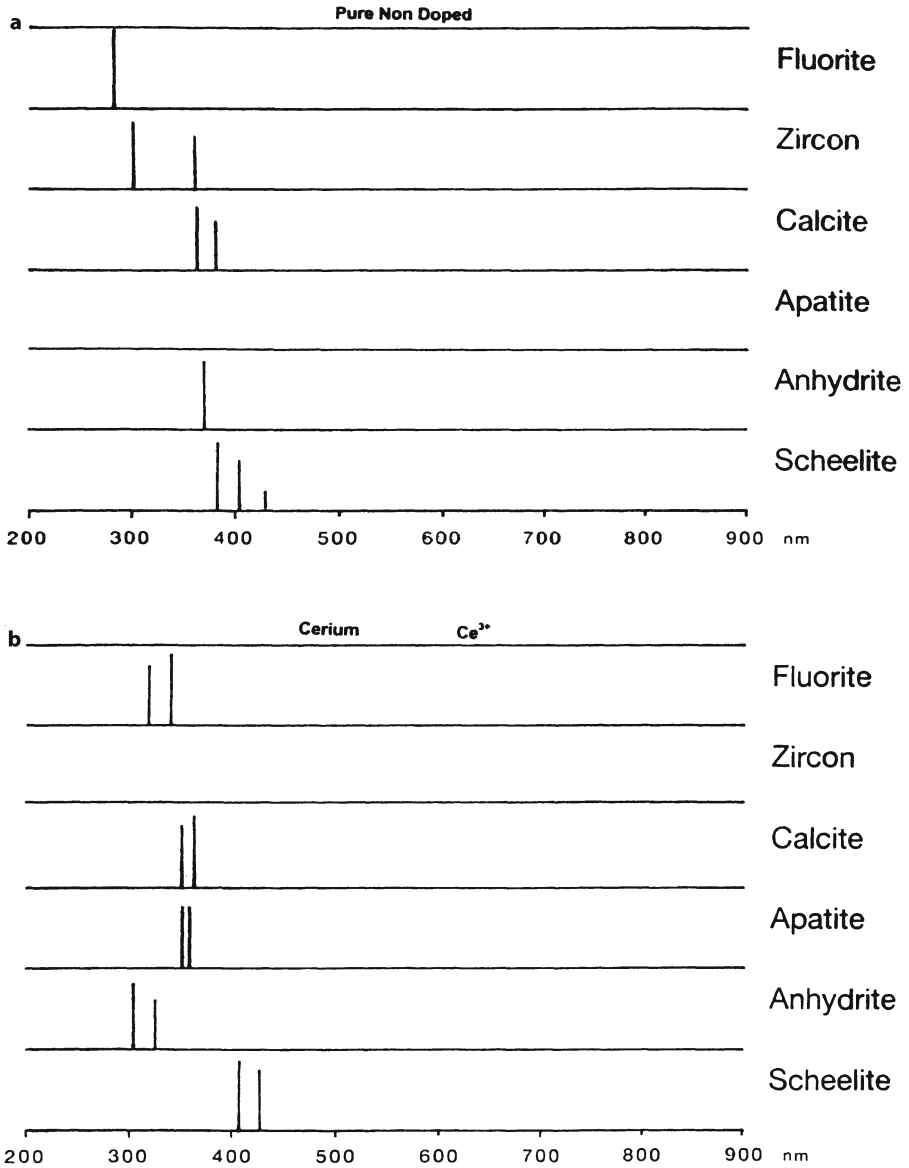 a
Pure Non Doped
Fluorite
Zircon
Calcite
Apatite
Anhydrite
Scheelite
200 300 400 500 600 700 800 900 nm
b
Cerium Ce³⁺
Fluorite
Zircon
Calcite
Apatite
Anhydrite
Scheelite
200 300 400 500 600 700 800 900 nm